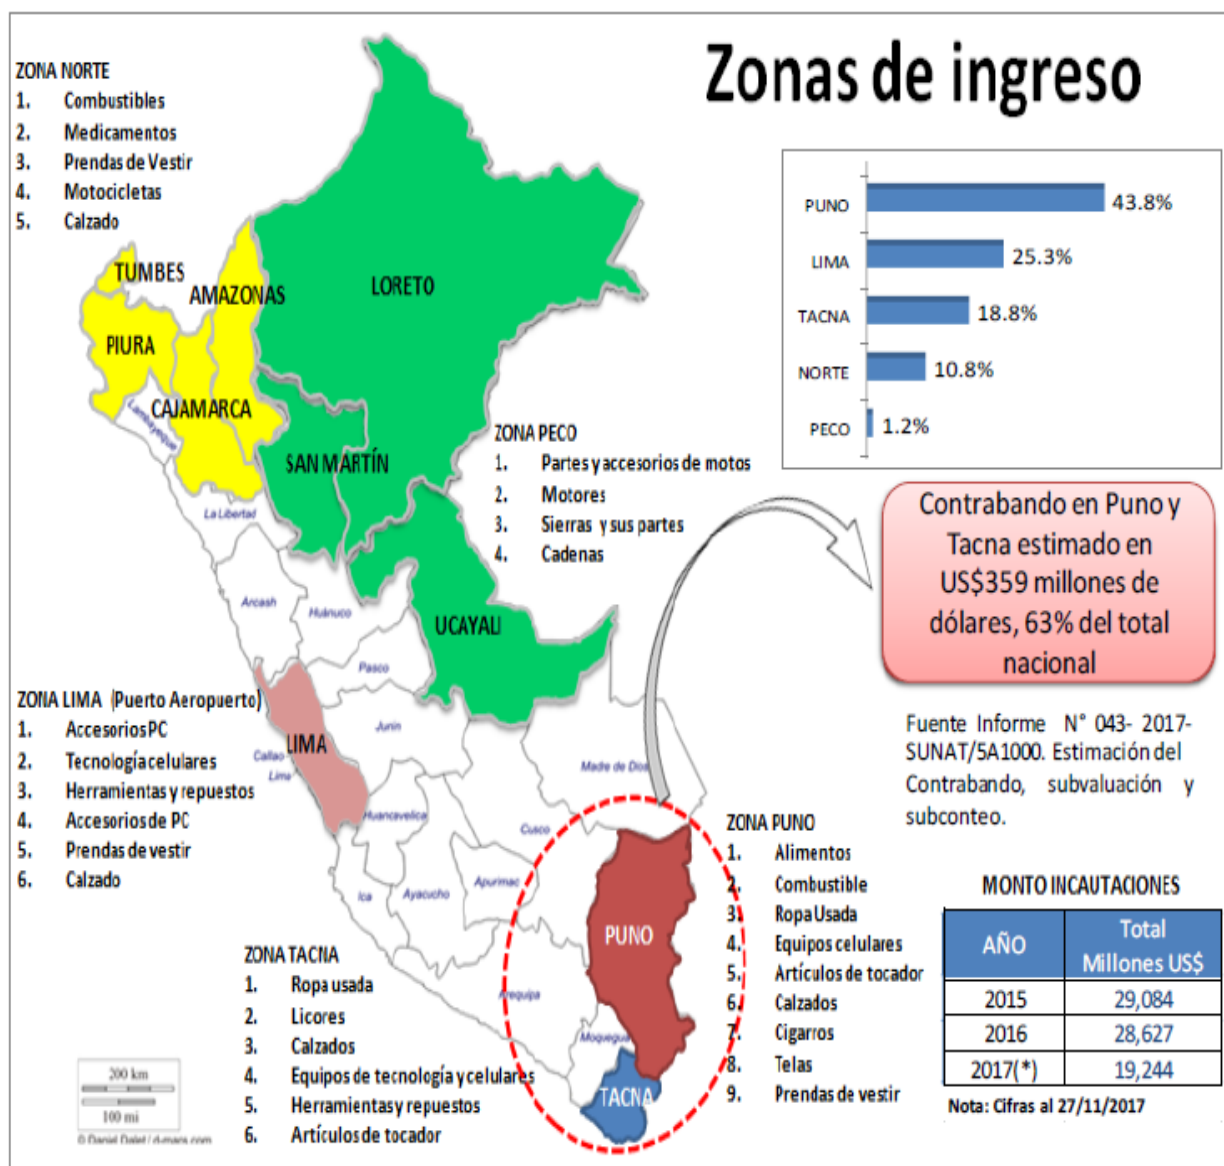 Zonas de ingreso
ZONA NORTE
1. Combustibles
2. Medicamentos
3. Prendas de Vestir
4. Motocicletas
5. Calzado
PUNO 43.8%
LIMA 25.3%
TACNA 18.8%
NORTE 10.8%
PECO 1.2%
TUMBES
AMAZONAS
LORETO
PIURA
CAJAMARCA
Lambayeque
SAN MARTÍN
La Libertad
ZONA PECO
1. Partes y accesorios de motos
2. Motores
3. Sierras y sus partes
4. Cadenas
Contrabando en Puno y
Tacna estimado en
US$359 millones de
dólares, 63% del total
nacional
Arcash
Huánuco
UCAYALI
Pasco
ZONA LIMA (Puerto Aeropuerto)
1. Accesorios PC
2. Tecnología celulares
3. Herramientas y repuestos
4. Accesorios de PC
5. Prendas de vestir
6. Calzado
LIMA
Junín
Callao
Lima
Madre de Dios
Huancavelica
Cusco
Ica
Ayacucho
Apurimac
Fuente Informe N° 043- 2017-
SUNAT/5A1000. Estimación del
Contrabando, subvaluación y
subconteo.
ZONA PUNO
1. Alimentos
2. Combustible
3. Ropa Usada
4. Equipos celulares
5. Artículos de tocador
6. Calzados
7. Cigarros
8. Telas
9. Prendas de vestir
PUNO
Arequipa
Moquegua
TACNA
ZONA TACNA
1. Ropa usada
2. Licores
3. Calzados
4. Equipos de tecnología y celulares
5. Herramientas y repuestos
6. Artículos de tocador
MONTO INCAUTACIONES
AÑO Total
Millones US$
2015 29,084
2016 28,627
2017(*) 19,244
Nota: Cifras al 27/11/2017
200 km
100 mi
© Daniel Dalet / d-maps.com